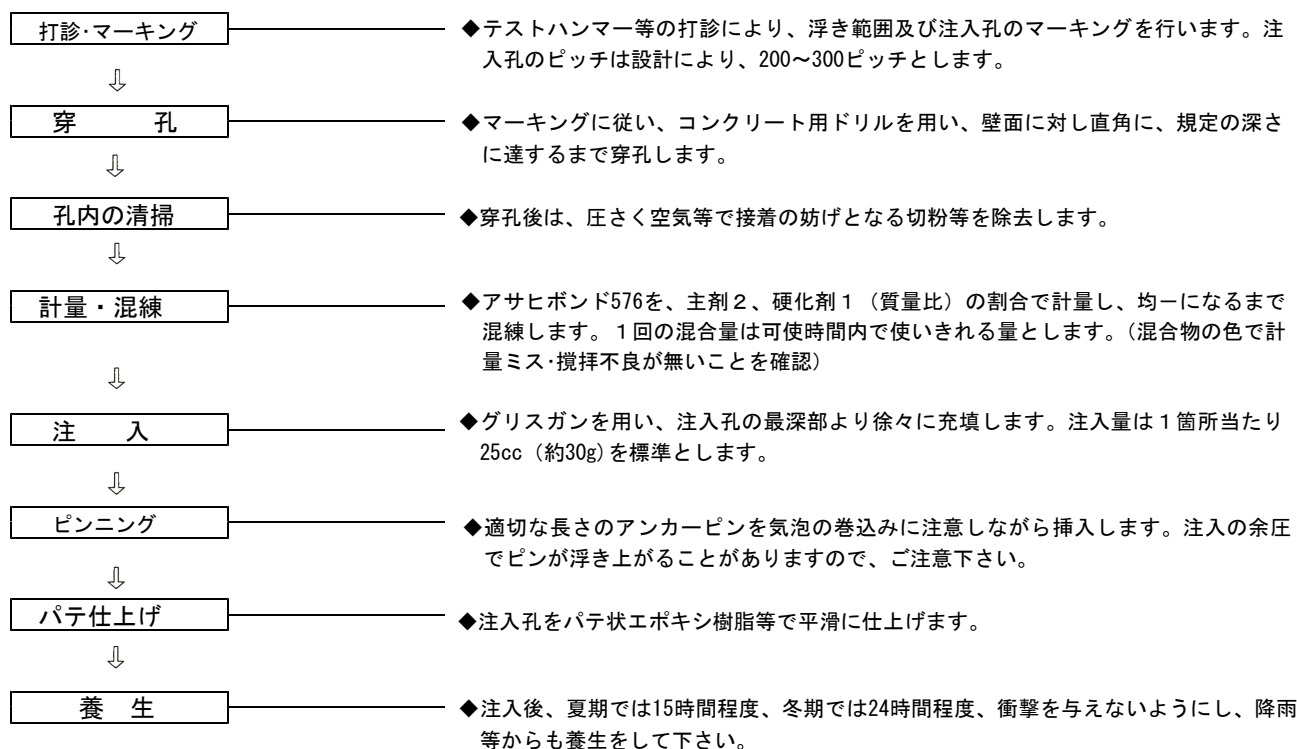 打診･マーキング
◆テストハンマー等の打診により、浮き範囲及び注入孔のマーキングを行います。注
入孔のピッチは設計により、200～300ピッチとします。
⇩
穿　　孔
◆マーキングに従い、コンクリート用ドリルを用い、壁面に対し直角に、規定の深さ
に達するまで穿孔します。
⇩
孔内の清掃
◆穿孔後は、圧さく空気等で接着の妨げとなる切粉等を除去します。
⇩
計量・混練
◆アサヒボンド576を、主剤２、硬化剤１（質量比）の割合で計量し、均一になるまで
混練します。１回の混合量は可使時間内で使いきれる量とします。（混合物の色で計
量ミス･撹拌不良が無いことを確認）
⇩
注　入
◆グリスガンを用い、注入孔の最深部より徐々に充填します。注入量は１箇所当たり
25cc（約30g)を標準とします。
⇩
ピンニング
◆適切な長さのアンカーピンを気泡の巻込みに注意しながら挿入します。注入の余圧
でピンが浮き上がることがありますので、ご注意下さい。
⇩
パテ仕上げ
◆注入孔をパテ状エポキシ樹脂等で平滑に仕上げます。
⇩
養　生
◆注入後、夏期では15時間程度、冬期では24時間程度、衝撃を与えないようにし、降雨
等からも養生をして下さい。